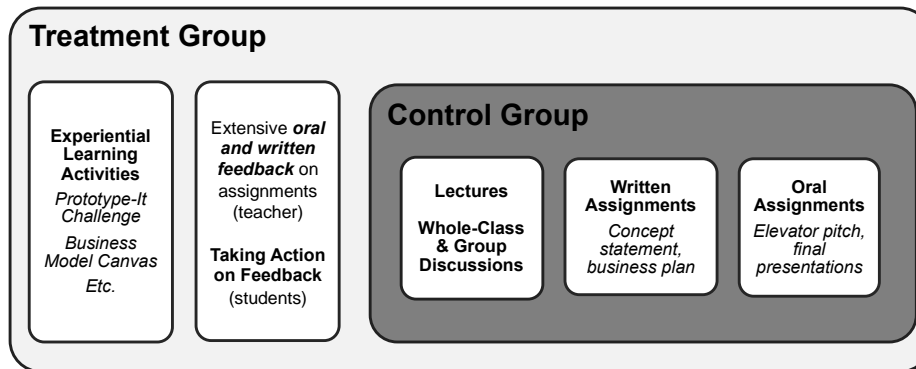 Treatment Group
Experiential
Learning
Activities
Prototype-It
Challenge
Business
Model Canvas
Etc.
Extensive oral
and written
feedback on
assignments
(teacher)
Taking Action
on Feedback
(students)
Control Group
Lectures
Whole-Class
& Group
Discussions
Written
Assignments
Concept
statement,
business plan
Oral
Assignments
Elevator pitch,
final
presentations